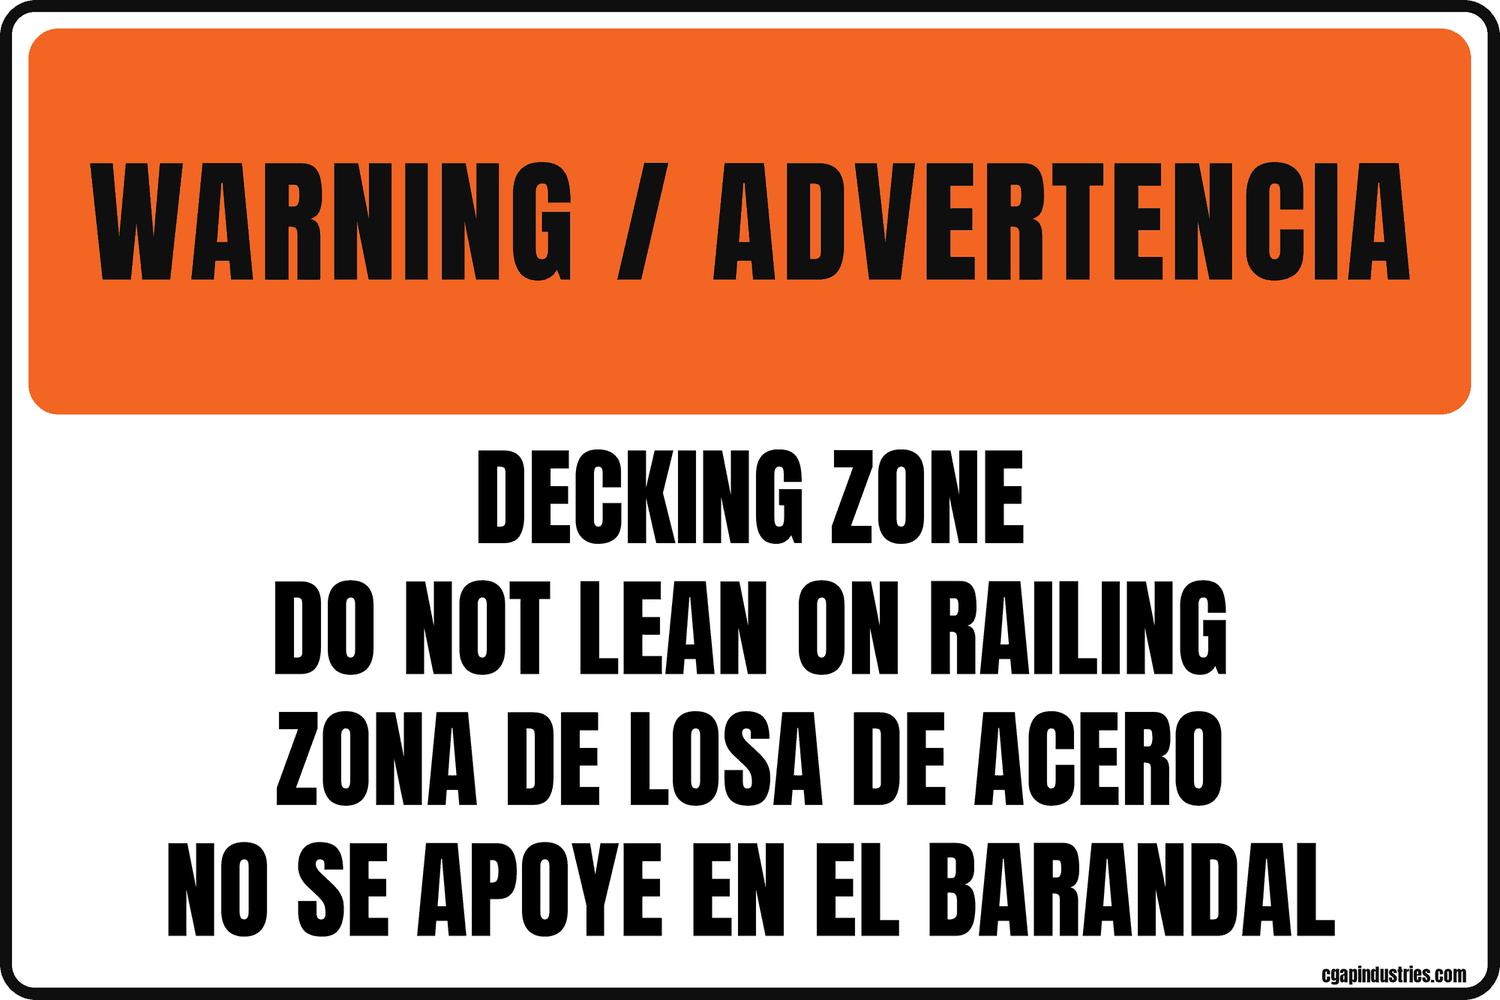 WARNING / ADVERTENCIA
DECKING ZONE
DO NOT LEAN ON RAILING
ZONA DE LOSA DE ACERO
NO SE APOYE EN EL BARANDAL
cgapindustries.com